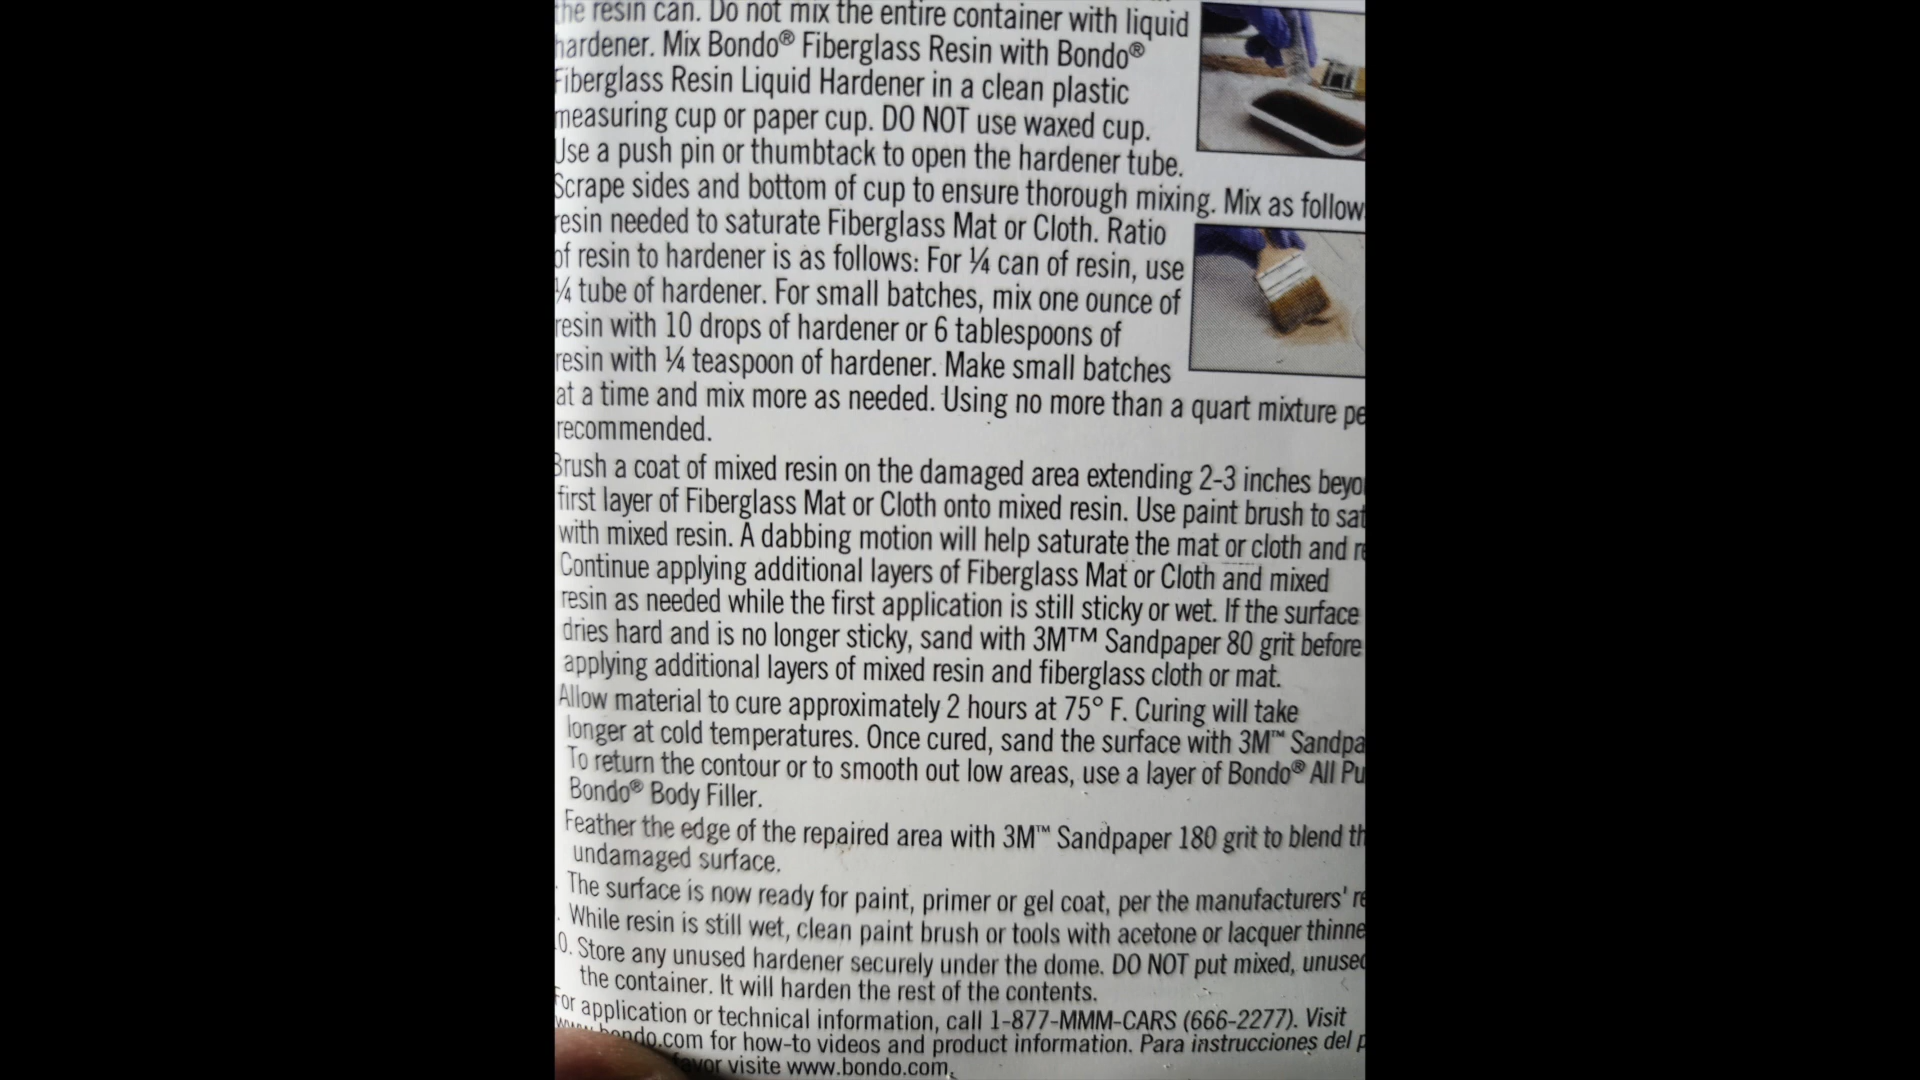 the resin can. Do not mix the entire container with liquid
hardener. Mix Bondo® Fiberglass Resin with Bondo®
Fiberglass Resin Liquid Hardener in a clean plastic
measuring cup or paper cup. DO NOT use waxed cup.
Use a push pin or thumbtack to open the hardener tube.
Scrape sides and bottom of cup to ensure thorough mixing. Mix as follow
resin needed to saturate Fiberglass Mat or Cloth. Ratio
of resin to hardener is as follows: For ¼ can of resin, use
¼ tube of hardener. For small batches, mix one ounce of
resin with 10 drops of hardener or 6 tablespoons of
resin with ¼ teaspoon of hardener. Make small batches
at a time and mix more as needed. Using no more than a quart mixture pe
recommended.
Brush a coat of mixed resin on the damaged area extending 2-3 inches beyo
first layer of Fiberglass Mat or Cloth onto mixed resin. Use paint brush to sat
with mixed resin. A dabbing motion will help saturate the mat or cloth and re
Continue applying additional layers of Fiberglass Mat or Cloth and mixed
resin as needed while the first application is still sticky or wet. If the surface
dries hard and is no longer sticky, sand with 3M™ Sandpaper 80 grit before
applying additional layers of mixed resin and fiberglass cloth or mat.
Allow material to cure approximately 2 hours at 75° F. Curing will take
longer at cold temperatures. Once cured, sand the surface with 3M™ Sandpa
To return the contour or to smooth out low areas, use a layer of Bondo® All Pu
Bondo® Body Filler.
Feather the edge of the repaired area with 3M™ Sandpaper 180 grit to blend th
undamaged surface.
. The surface is now ready for paint, primer or gel coat, per the manufacturers' re
. While resin is still wet, clean paint brush or tools with acetone or lacquer thinne
0. Store any unused hardener securely under the dome. DO NOT put mixed, unused
the container. It will harden the rest of the contents.
For application or technical information, call 1-877-MMM-CARS (666-2277). Visit
www.bondo.com for how-to videos and product information. Para instrucciones del p
favor visite www.bondo.com.